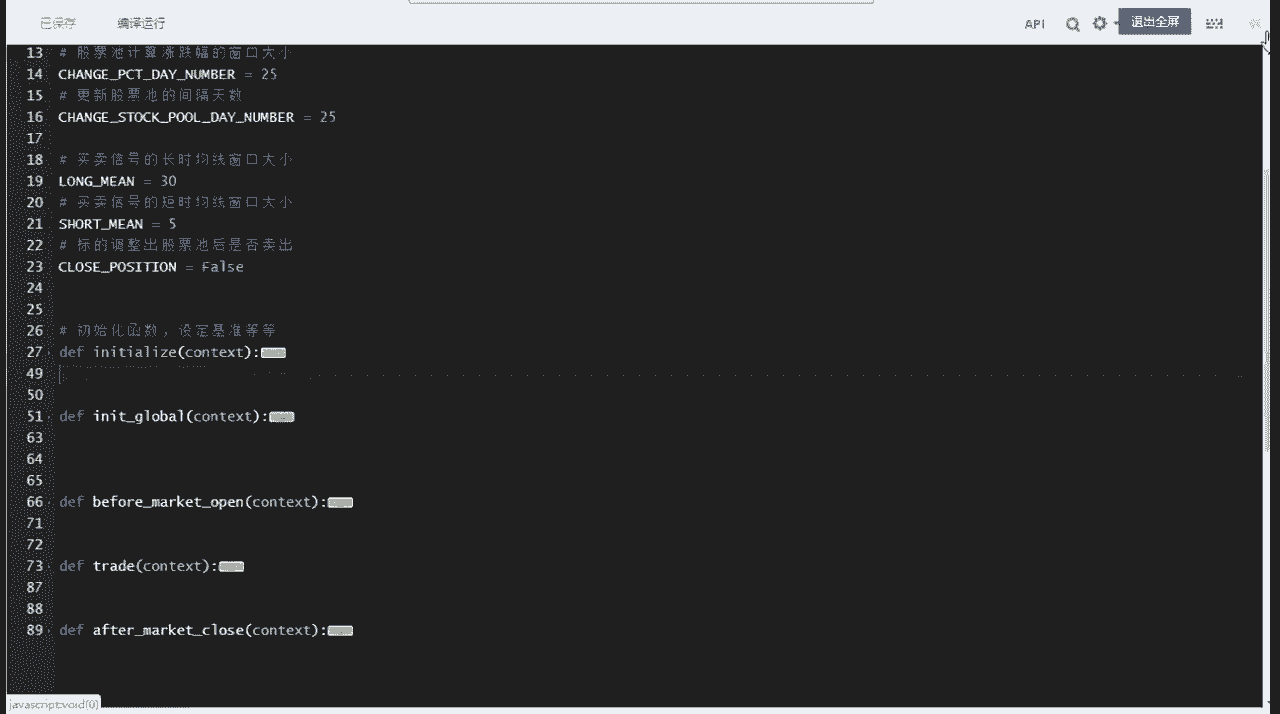 已保存 编译运行 API 退出全屏
13 # 股票池计算涨跌幅的窗口大小
14 CHANGE_PCT_DAY_NUMBER = 25
15 # 更新股票池的间隔天数
16 CHANGE_STOCK_POOL_DAY_NUMBER = 25
17
18 # 买卖信号的长时均线窗口大小
19 LONG_MEAN = 30
20 # 买卖信号的短时均线窗口大小
21 SHORT_MEAN = 5
22 # 标的调整出股票池后是否卖出
23 CLOSE_POSITION = False
24
25
26 # 初始化函数，设定基准等等
27 def initialize(context):
49
50
51 def init_global(context):
63
64
65
66 def before_market_open(context):
71
72
73 def trade(context):
87
88
89 def after_market_close(context):
javascript:void(0)